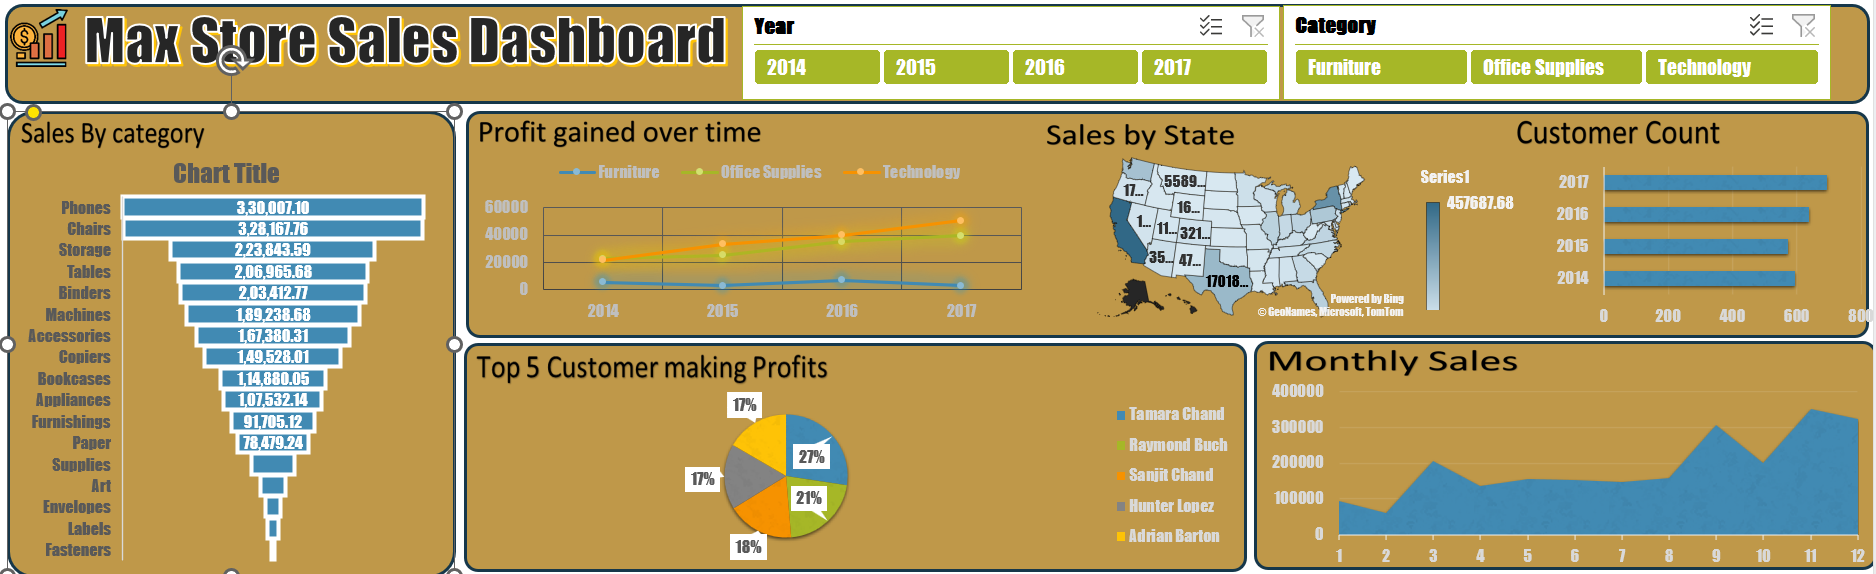 Max Store Sales Dashboard
Year
2014 2015 2016 2017
Category
Furniture Office Supplies Technology
Sales By category
Chart Title
Phones 3,30,007.10
Chairs 3,28,167.76
Storage 2,23,843.59
Tables 2,06,965.68
Binders 2,03,412.77
Machines 1,89,238.68
Accessories 1,67,380.31
Copiers 1,49,528.01
Bookcases 1,14,880.05
Appliances 1,07,532.14
Furnishings 91,705.12
Paper 78,479.24
Supplies
Art
Envelopes
Labels
Fasteners
Profit gained over time
Furniture Office Supplies Technology
60000
40000
20000
0
2014 2015 2016 2017
Sales by State
17... 5589...
16...
1... 11... 321...
35... 47...
17018...
Powered by Bing
© GeoNames, Microsoft, TomTom
Series1
457687.68
Customer Count
2017
2016
2015
2014
0 200 400 600 800
Top 5 Customer making Profits
17%
27%
17%
21%
18%
Tamara Chand
Raymond Buch
Sanjit Chand
Hunter Lopez
Adrian Barton
Monthly Sales
400000
300000
200000
100000
0
1 2 3 4 5 6 7 8 9 10 11 12